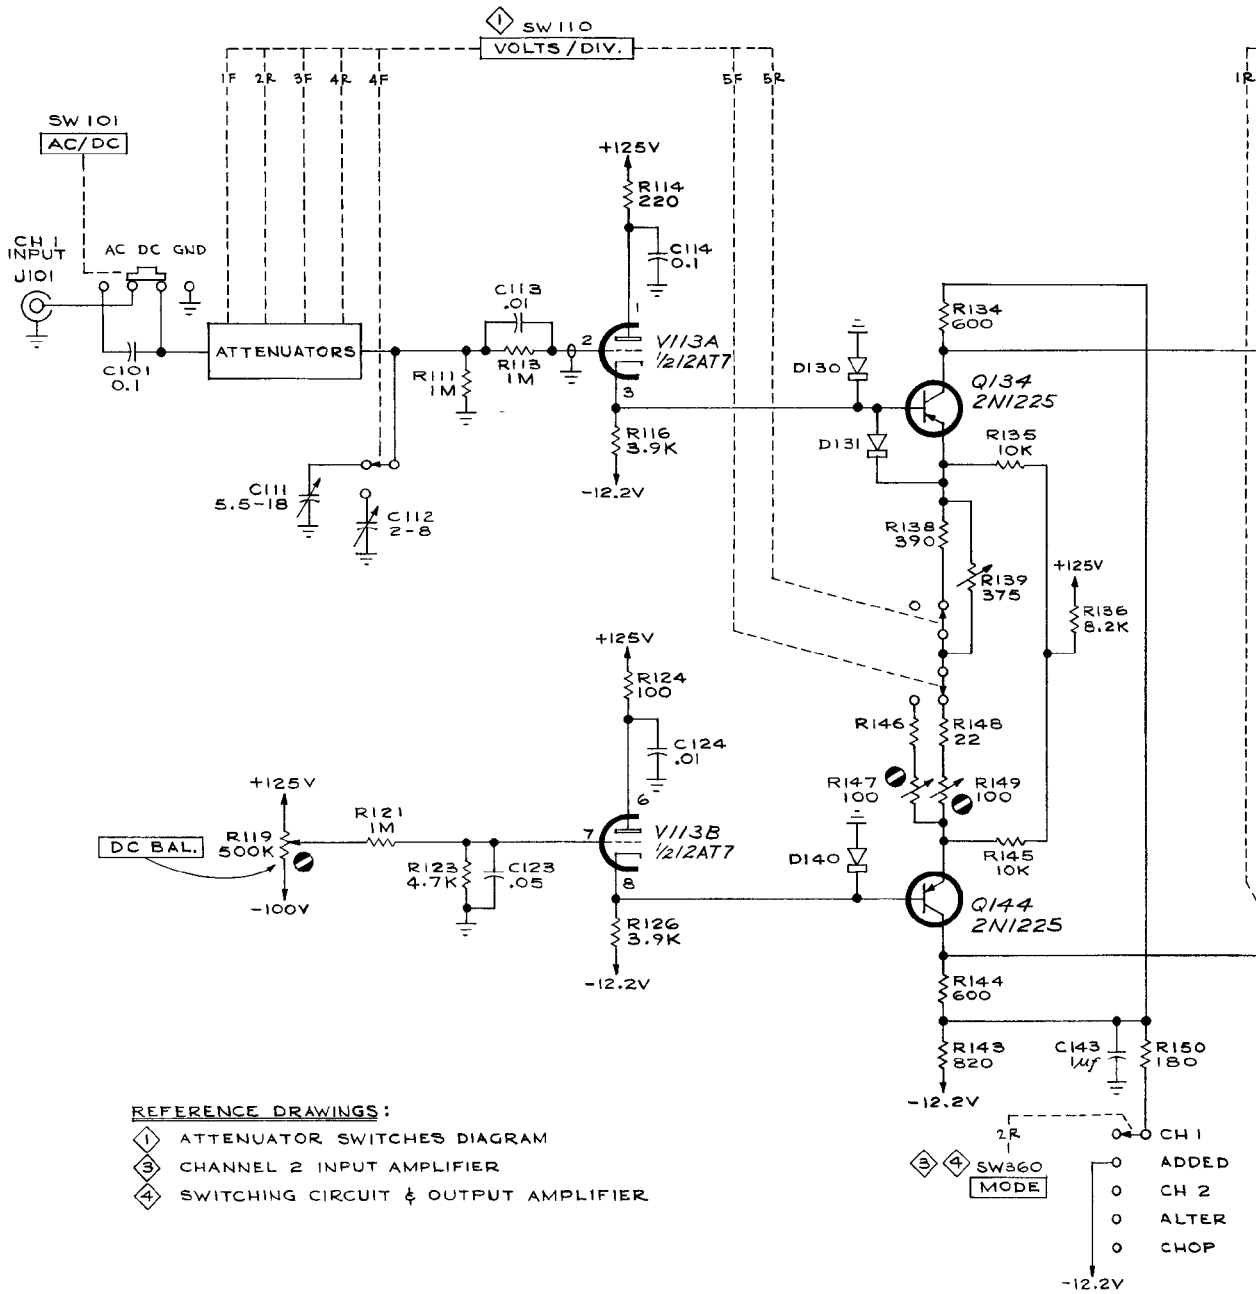 1
SW110
VOLTS/DIV.
1F
2R
3F
4R
4F
5F
5R
1R
SW101
AC/DC
CH 1
INPUT
J101
AC DC GND
C101
0.1
ATTENUATORS
C111
5.5-18
C112
2-8
R111
1M
C113
.01
R113
1M
+125V
R114
220
C114
0.1
1
2
3
V113A
1/2 12AT7
R116
3.9K
-12.2V
D130
D131
R134
600
Q134
2N1225
R135
10K
R138
390
R139
375
+125V
R136
8.2K
+125V
R124
100
C124
.01
6
7
8
V113B
1/2 12AT7
R126
3.9K
-12.2V
+125V
R119
500K
-100V
DC BAL.
R121
1M
R123
4.7K
C123
.05
R146
R148
22
R147
100
R149
100
D140
R145
10K
Q144
2N1225
R144
600
R143
820
-12.2V
C143
1µf
R150
180
2R
3 4 SW360
MODE
CH 1
ADDED
CH 2
ALTER
CHOP
-12.2V
REFERENCE DRAWINGS:
1 ATTENUATOR SWITCHES DIAGRAM
3 CHANNEL 2 INPUT AMPLIFIER
4 SWITCHING CIRCUIT & OUTPUT AMPLIFIER